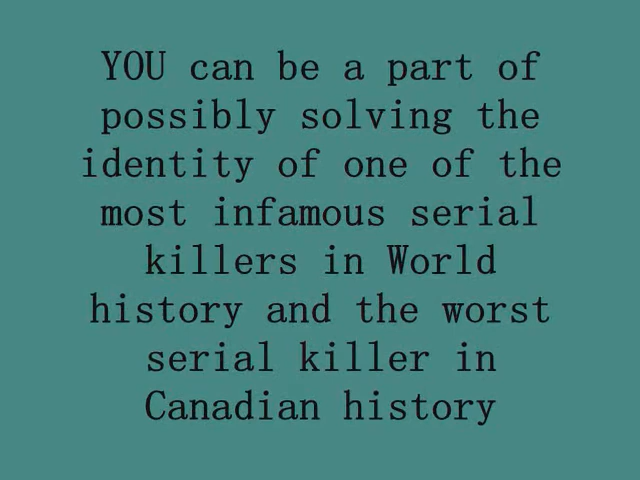 YOU can be a part of
possibly solving the
identity of one of the
most infamous serial
killers in World
history and the worst
serial killer in
Canadian history